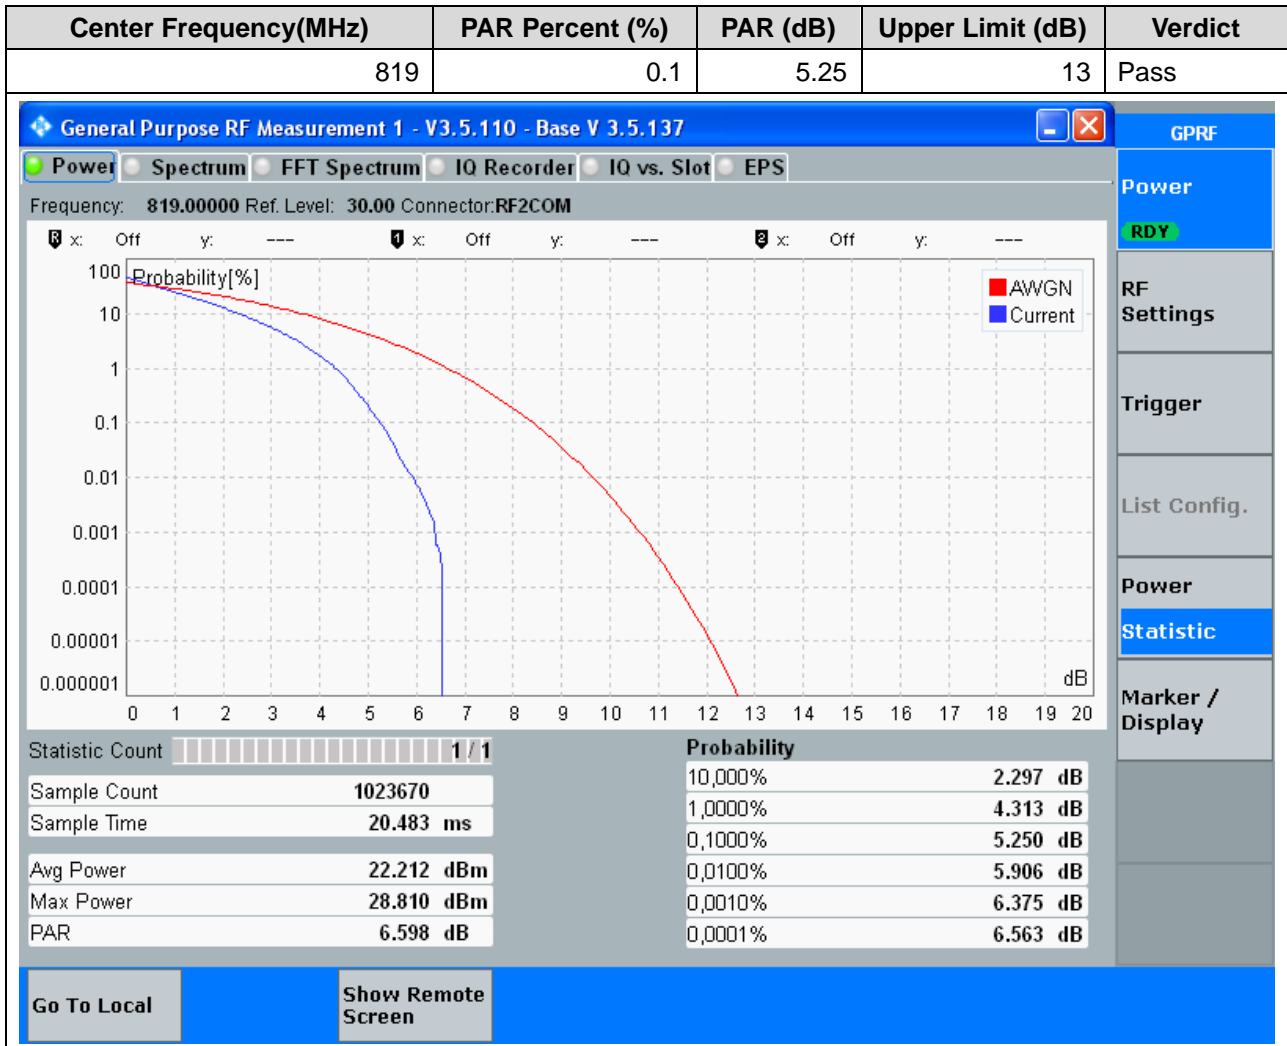 Center Frequency(MHz) PAR Percent (%) PAR (dB) Upper Limit (dB) Verdict
819 0.1 5.25 13 Pass
General Purpose RF Measurement 1 - V3.5.110 - Base V 3.5.137
GPRF
Power Spectrum FFT Spectrum IQ Recorder IQ vs. Slot EPS
Power
RDY
Frequency: 819.00000 Ref. Level: 30.00 Connector:RF2COM
R x: Off y: --- 1 x: Off y: --- 2 x: Off y: ---
RF
Settings
Trigger
List Config.
Power
Statistic
Marker /
Display
Probability[%]
AWGN
Current
100
10
1
0.1
0.01
0.001
0.0001
0.00001
0.000001
dB
0 1 2 3 4 5 6 7 8 9 10 11 12 13 14 15 16 17 18 19 20
Statistic Count 1 / 1
Sample Count 1023670
Sample Time 20.483 ms
Avg Power 22.212 dBm
Max Power 28.810 dBm
PAR 6.598 dB
Probability
10,000% 2.297 dB
1,0000% 4.313 dB
0,1000% 5.250 dB
0,0100% 5.906 dB
0,0010% 6.375 dB
0,0001% 6.563 dB
Go To Local
Show Remote
Screen